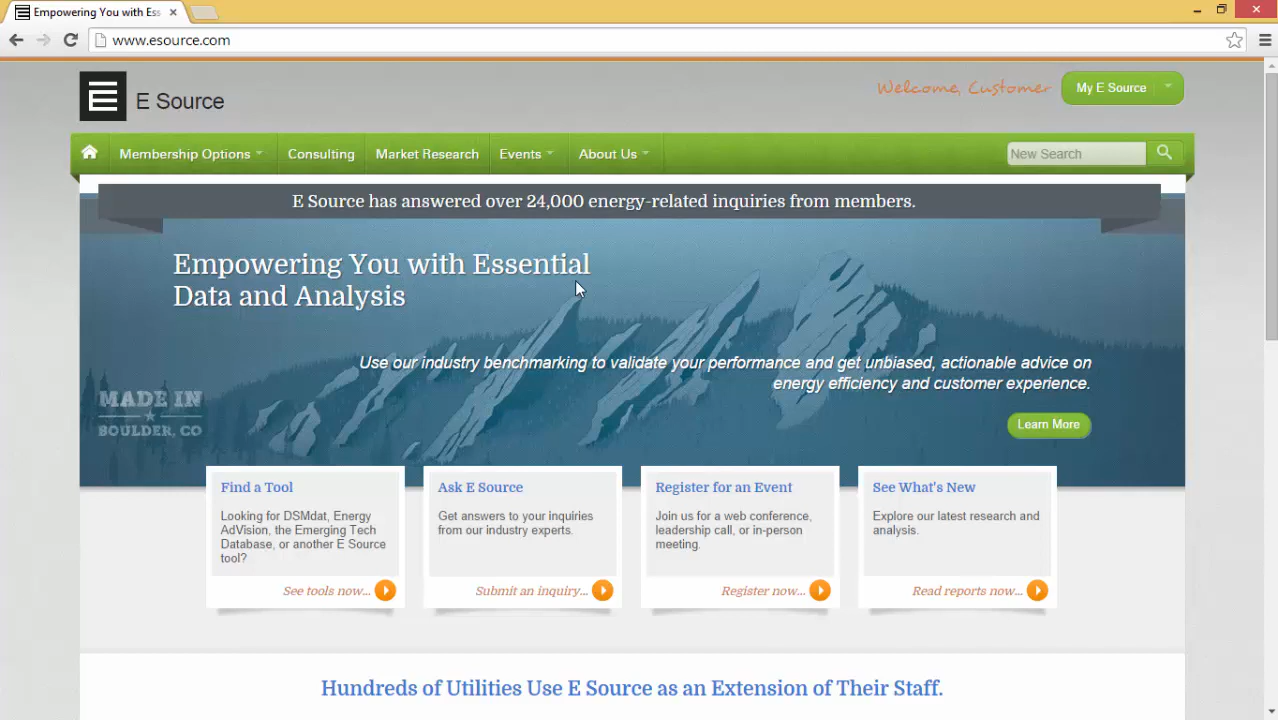 Empowering You with Ess
www.esource.com
E Source
Welcome, Customer
My E Source
Membership Options
Consulting
Market Research
Events
About Us
New Search
E Source has answered over 24,000 energy-related inquiries from members.
Empowering You with Essential
Data and Analysis
Use our industry benchmarking to validate your performance and get unbiased, actionable advice on
energy efficiency and customer experience.
MADE IN
BOULDER, CO
Learn More
Find a Tool
Looking for DSMdat, Energy
AdVision, the Emerging Tech
Database, or another E Source
tool?
See tools now...
Ask E Source
Get answers to your inquiries
from our industry experts.
Submit an inquiry...
Register for an Event
Join us for a web conference,
leadership call, or in-person
meeting.
Register now...
See What's New
Explore our latest research and
analysis.
Read reports now...
Hundreds of Utilities Use E Source as an Extension of Their Staff.